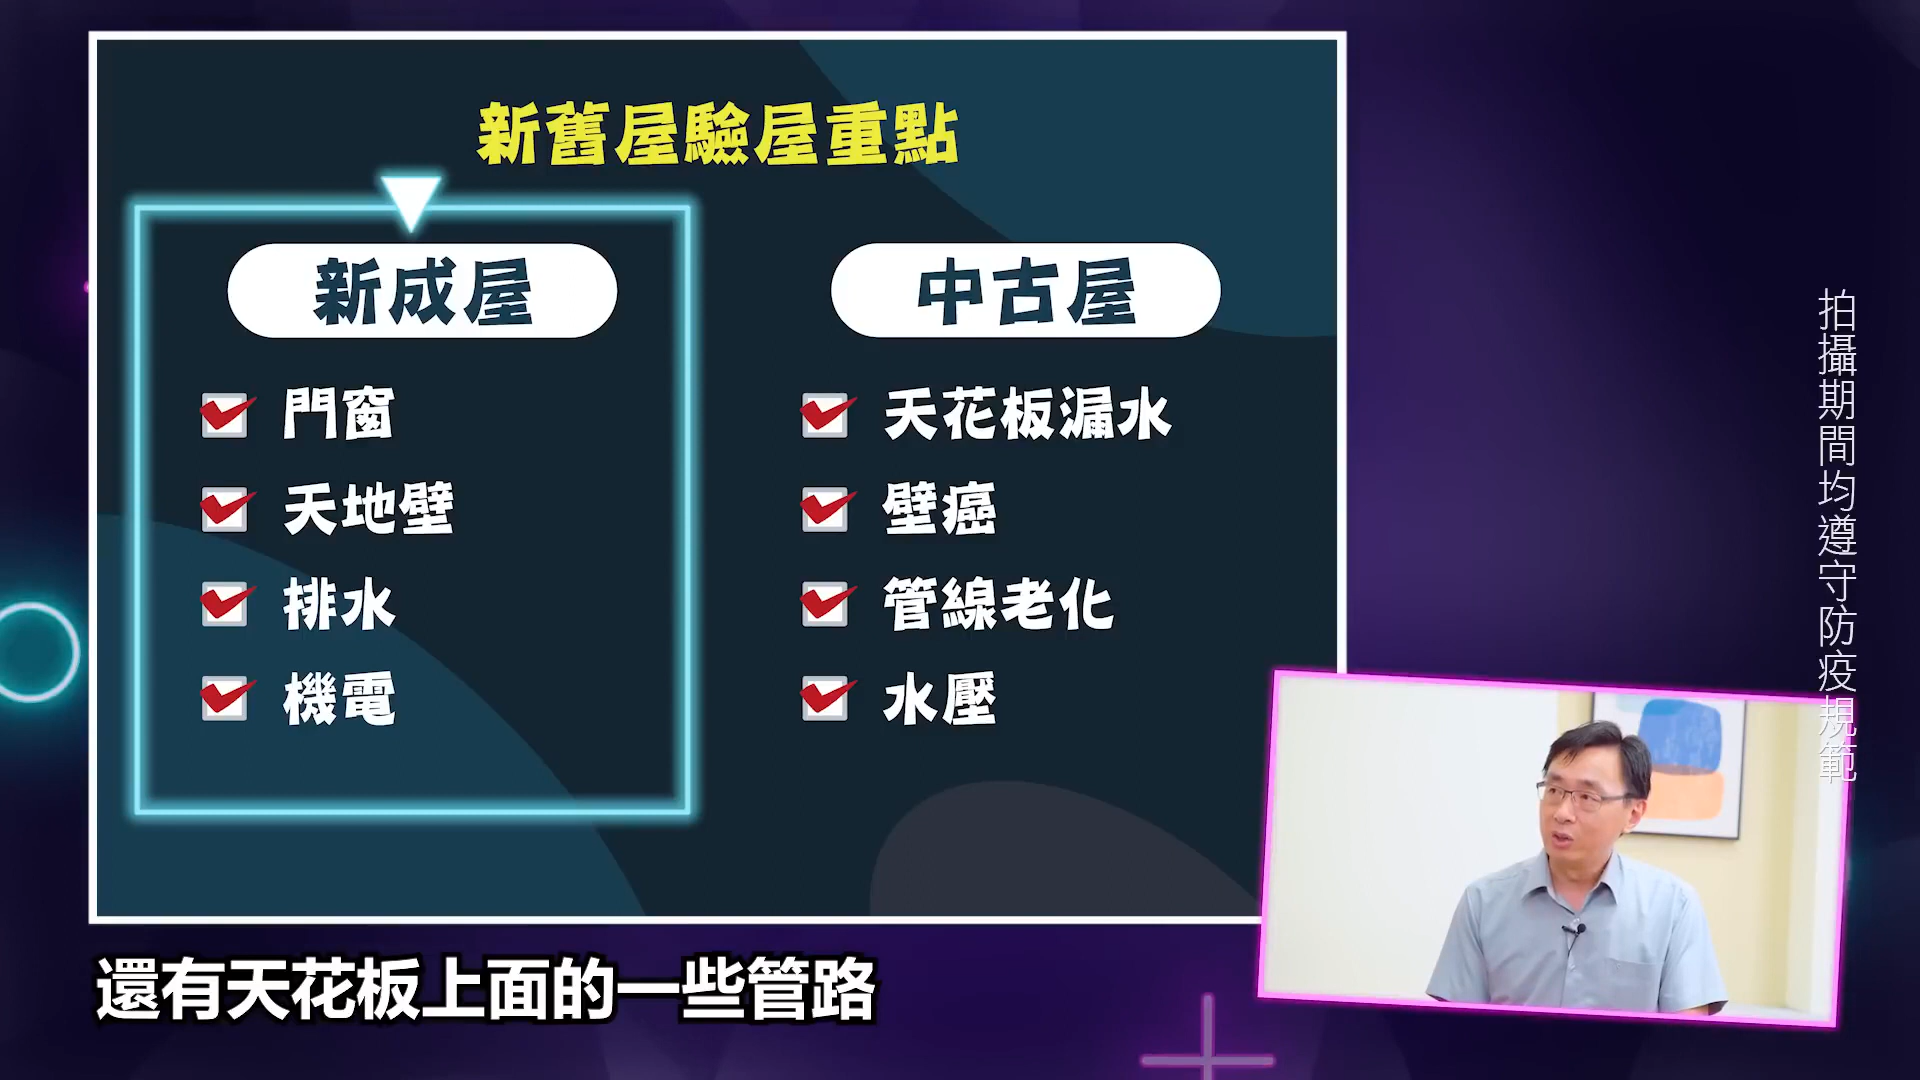 新舊屋驗屋重點
新成屋
門窗
天地壁
排水
機電
中古屋
天花板漏水
壁癌
管線老化
水壓
拍攝期間均遵守防疫規範
還有天花板上面的一些管路